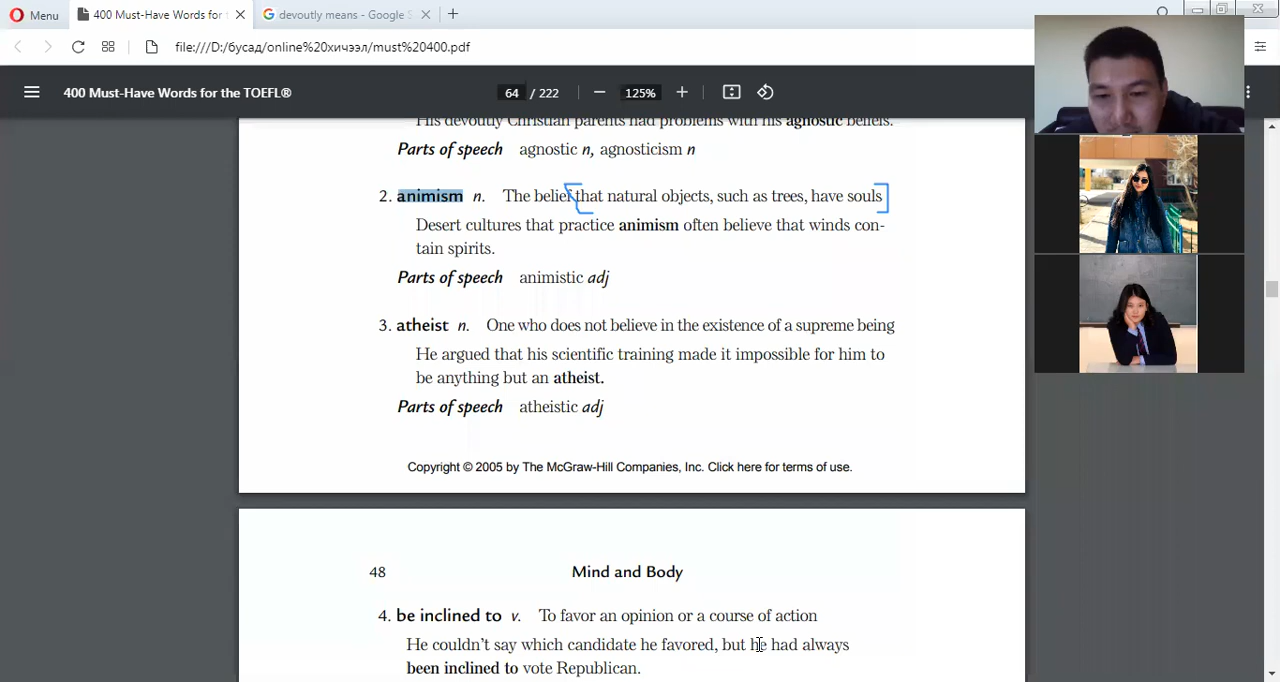 Menu
400 Must-Have Words for
devoutly means - Google S
file:///D:/бусад/online%20хичээл/must%20400.pdf
400 Must-Have Words for the TOEFL®
64 / 222
125%
His devoutly Christian parents had problems with his agnostic beliefs.
Parts of speech agnostic n, agnosticism n
2. animism n. The belief that natural objects, such as trees, have souls
Desert cultures that practice animism often believe that winds con-
tain spirits.
Parts of speech animistic adj
3. atheist n. One who does not believe in the existence of a supreme being
He argued that his scientific training made it impossible for him to
be anything but an atheist.
Parts of speech atheistic adj
Copyright © 2005 by The McGraw-Hill Companies, Inc. Click here for terms of use.
48 Mind and Body
4. be inclined to v. To favor an opinion or a course of action
He couldn't say which candidate he favored, but he had always
been inclined to vote Republican.